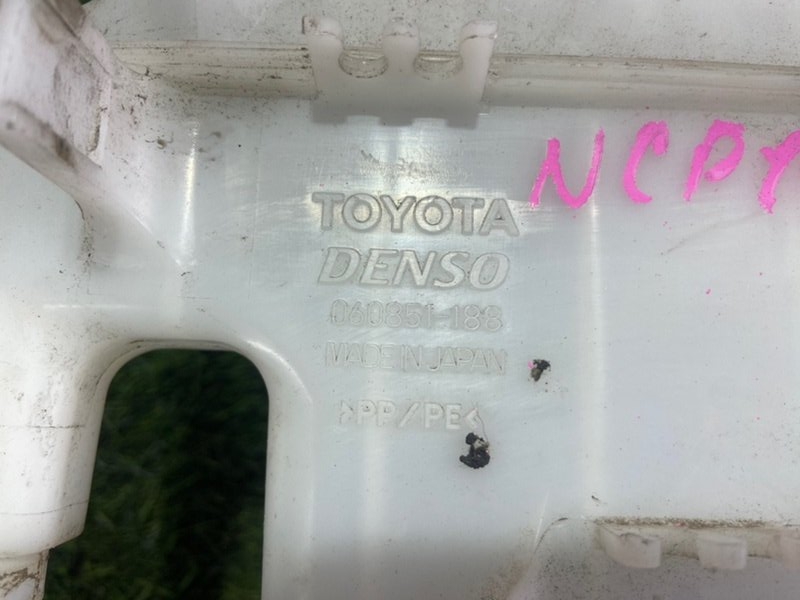 NCP
TOYOTA
DENSO
060851-188
MADE IN JAPAN
>PP/PE<